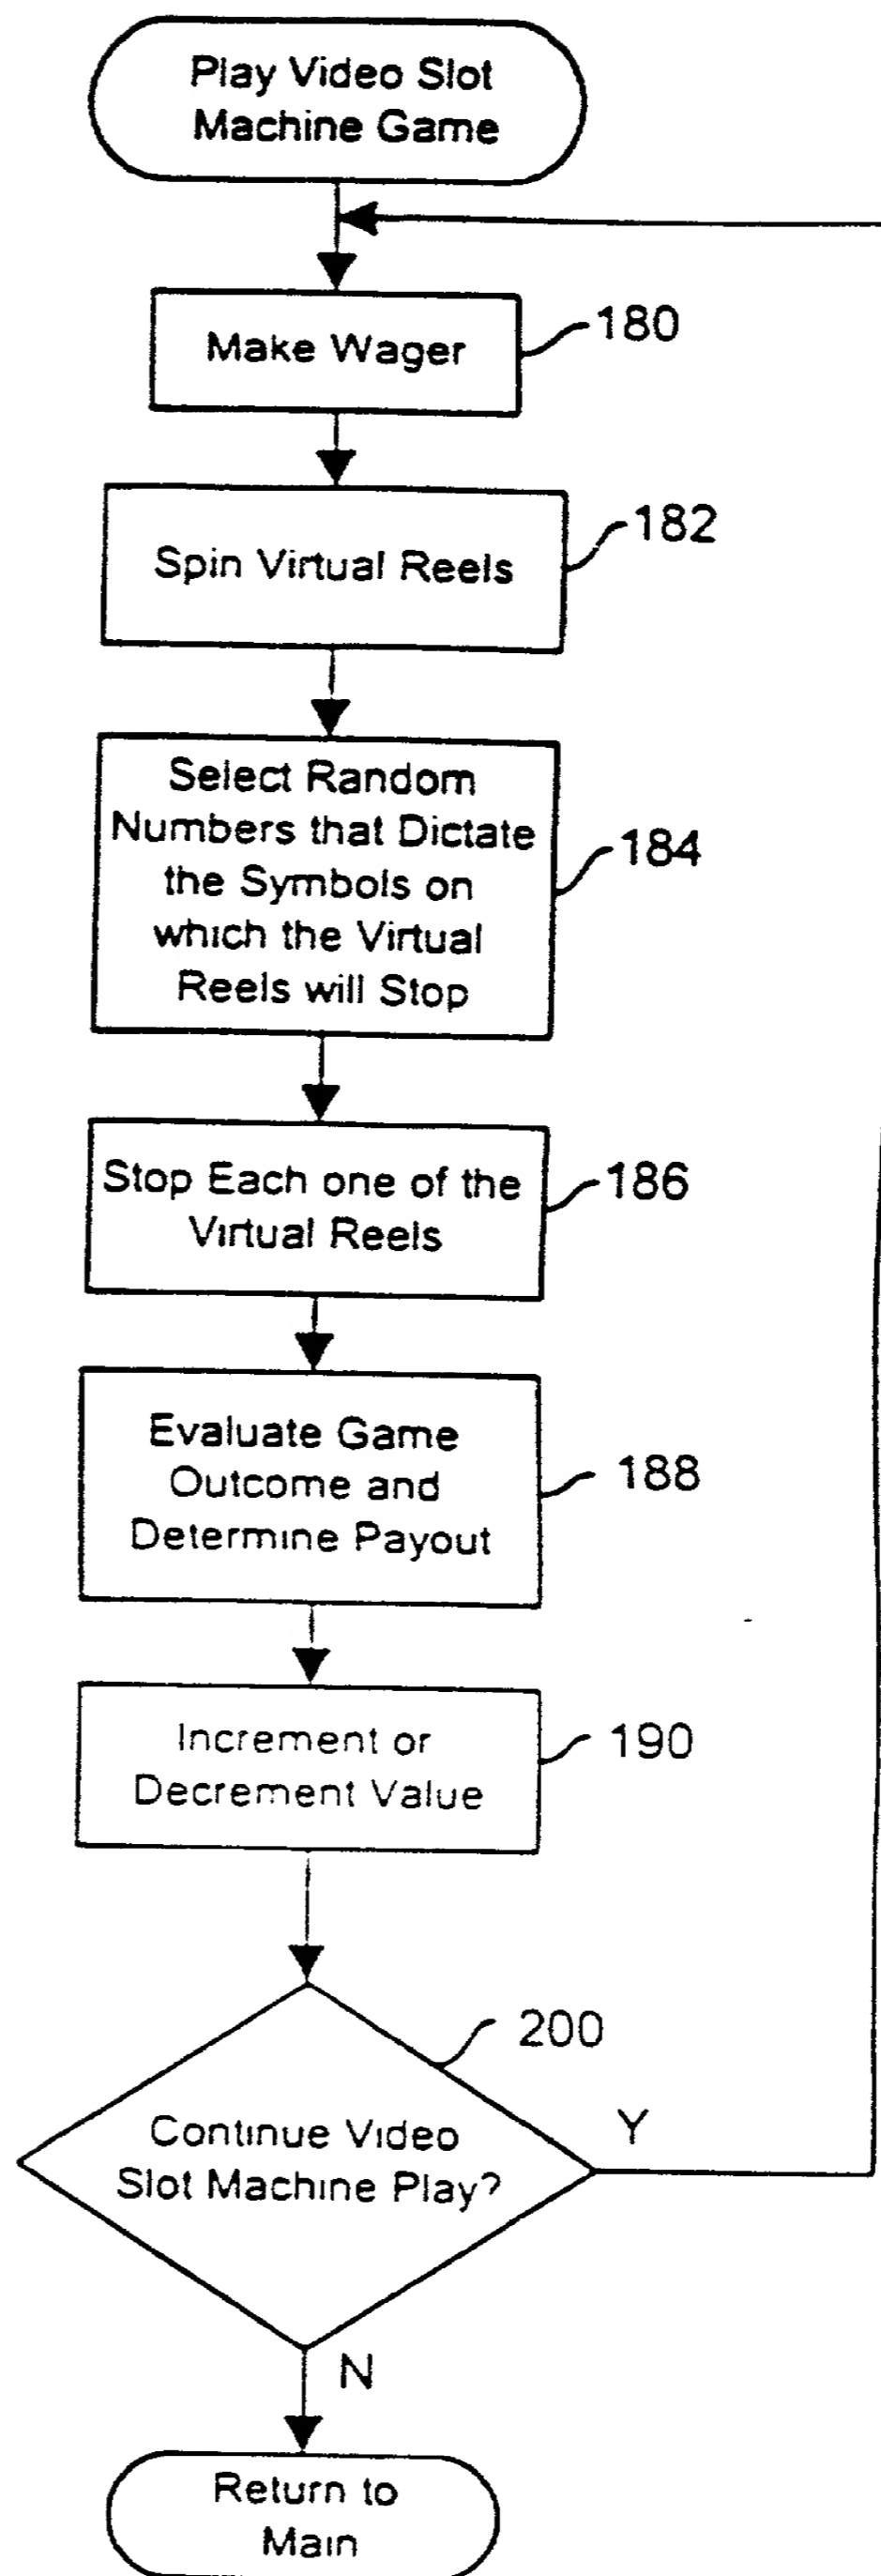 Play Video Slot
Machine Game
Make Wager
180
Spin Virtual Reels
182
Select Random
Numbers that Dictate
the Symbols on
which the Virtual
Reels will Stop
184
Stop Each one of the
Virtual Reels
186
Evaluate Game
Outcome and
Determine Payout
188
Increment or
Decrement Value
190
200
Continue Video
Slot Machine Play?
Y
N
Return to
Main